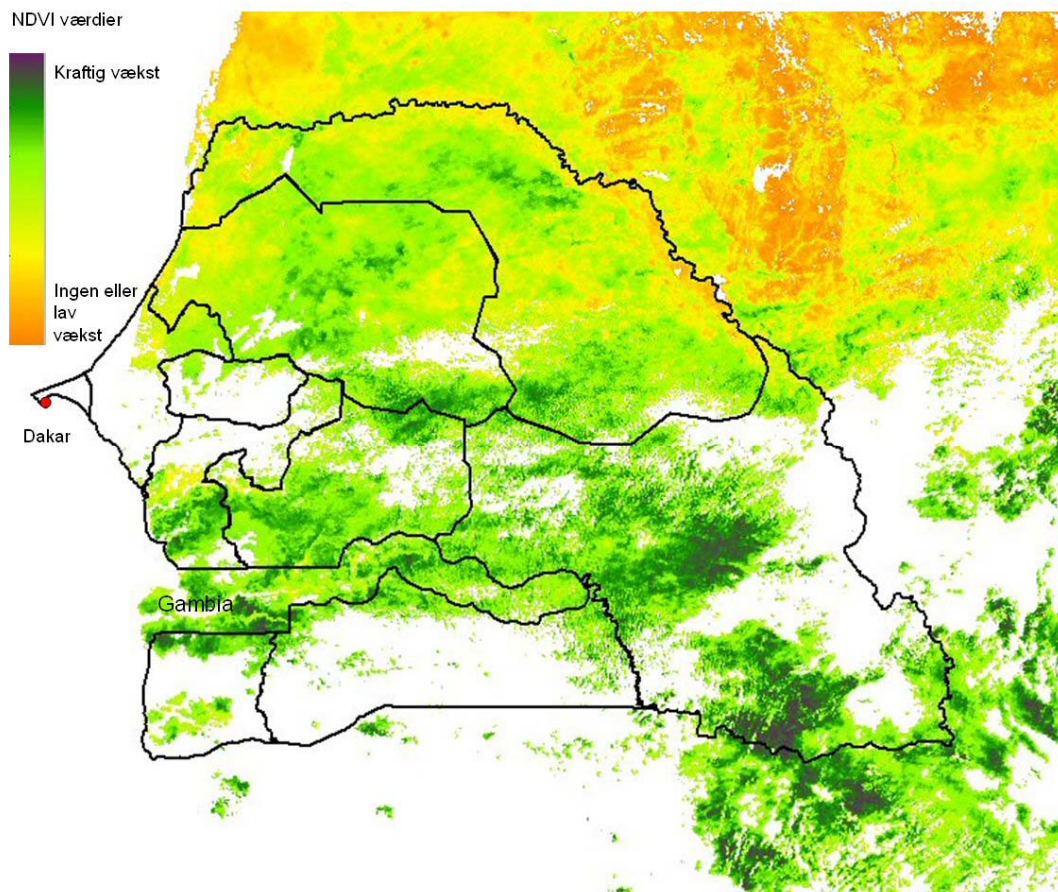 NDVI værdier
Kraftig vækst
Ingen eller
lav
vækst
Dakar
Gambia